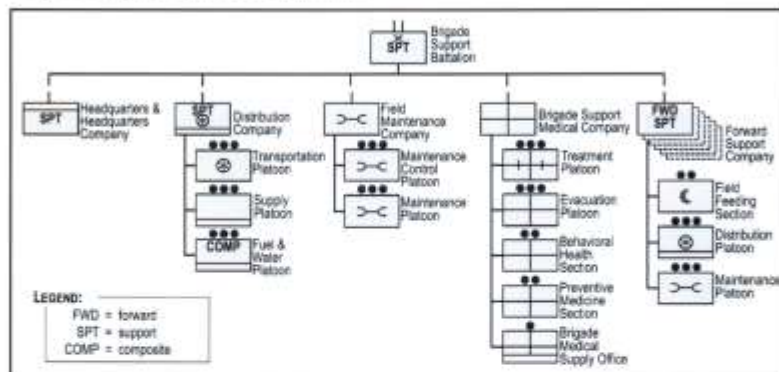 SPT
Brigade
Support
Battalion
SPT
Headquarters &
Headquarters
Company
SPT
Distribution
Company
Transportation
Platoon
Supply
Platoon
COMP
Fuel &
Water
Platoon
Field
Maintenance
Company
Maintenance
Control
Platoon
Maintenance
Platoon
Brigade Support
Medical Company
Treatment
Platoon
Evacuation
Platoon
Behavioral
Health
Section
Preventive
Medicine
Section
Brigade
Medical
Supply Office
FWD
SPT
Forward
Support
Company
Field
Feeding
Section
Distribution
Platoon
Maintenance
Platoon
LEGEND:
FWD = forward
SPT = support
COMP = composite